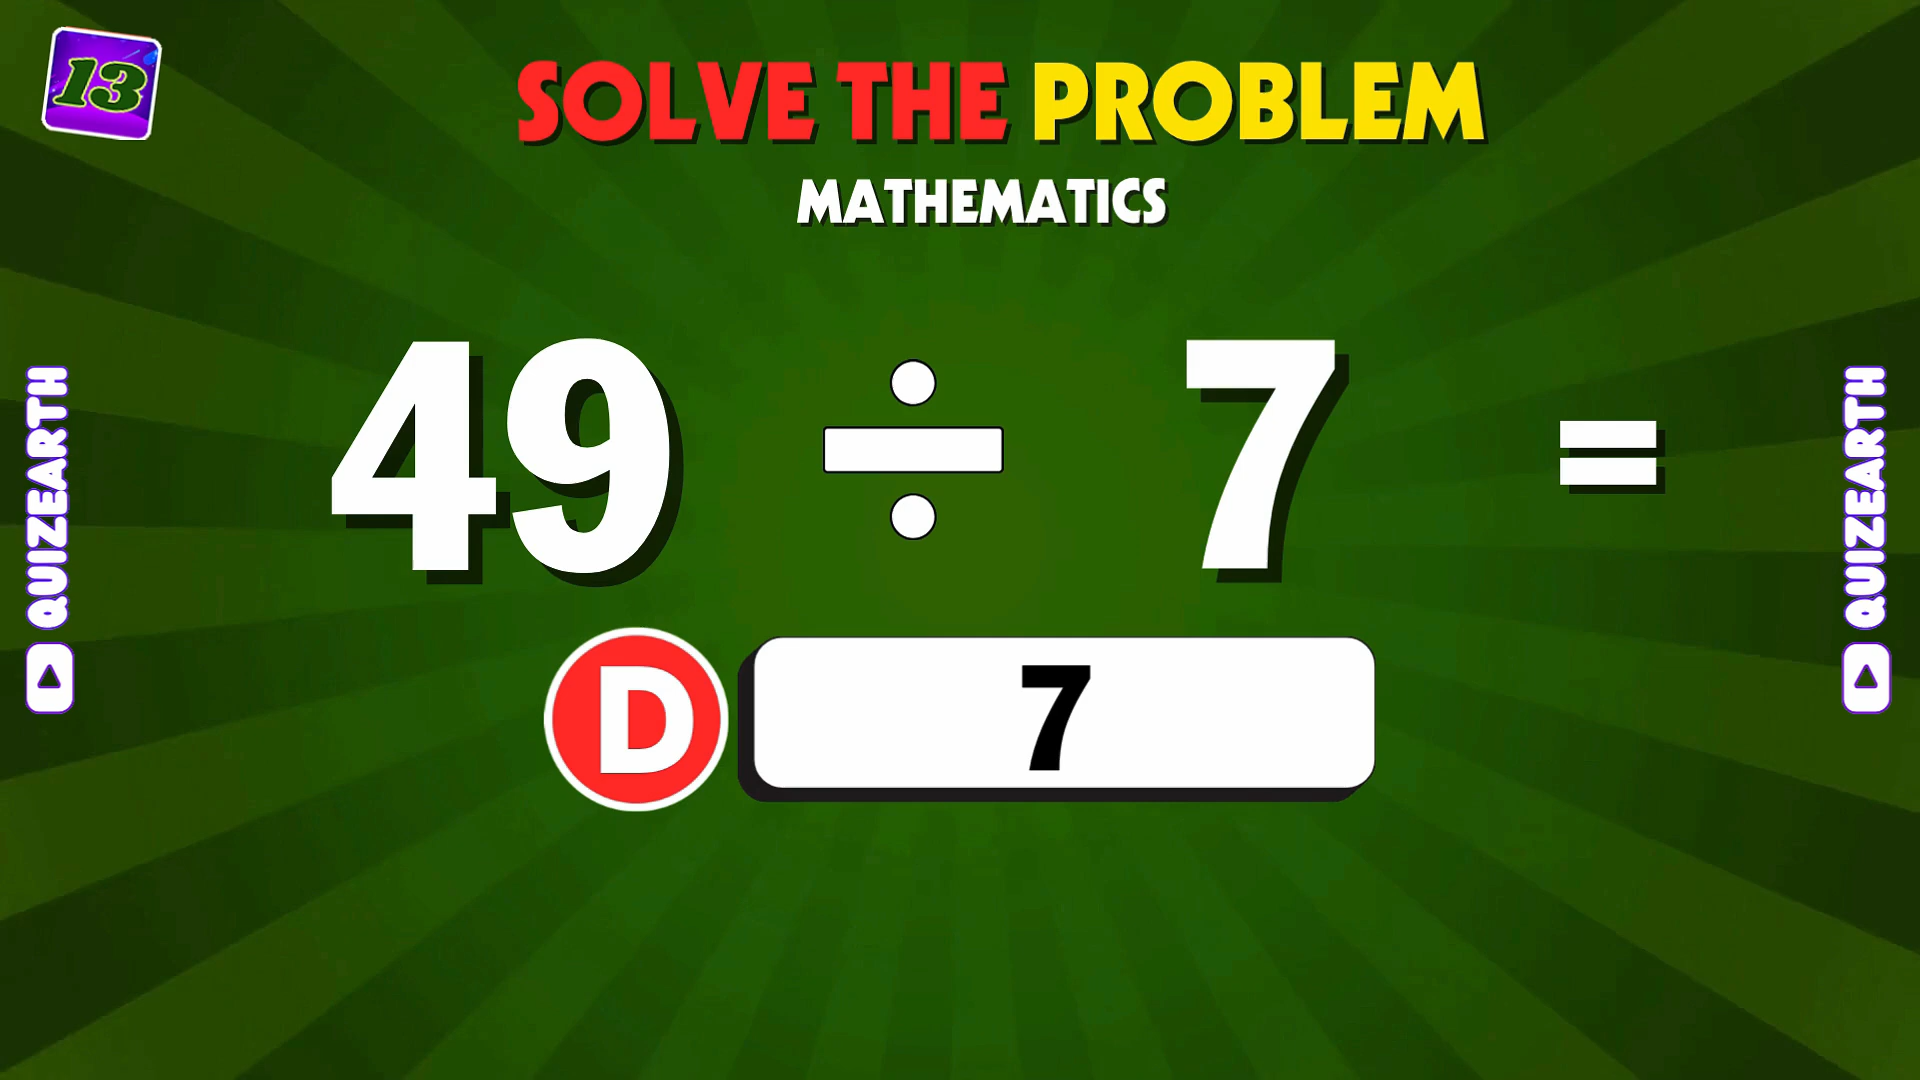 13
SOLVE THE PROBLEM
MATHEMATICS
49 ÷ 7 =
D 7
QUIZEARTH
QUIZEARTH